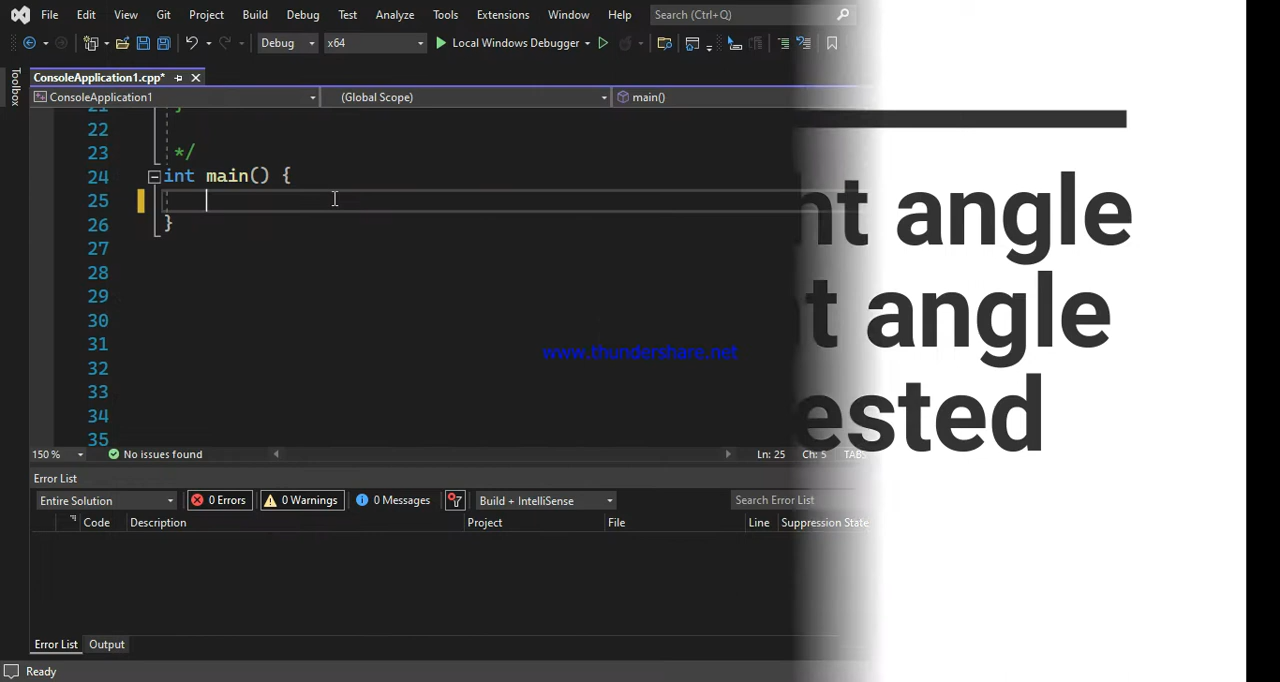 File Edit View Git Project Build Debug Test Analyze Tools Extensions Window Help Search (Ctrl+Q)
Debug x64 Local Windows Debugger
Toolbox
ConsoleApplication1.cpp*
ConsoleApplication1 (Global Scope) main()
21
22
23 */
24 int main() {
25
26 }
27
28
29
30
31
32
33
34
35
angle
angle
www.thundershare.net
150 % No issues found Ln: 25 Ch: 5
Error List
Entire Solution 0 Errors 0 Warnings 0 Messages Build + IntelliSense Search Error List
Code Description Project File Line Suppression State
Error List Output
Ready